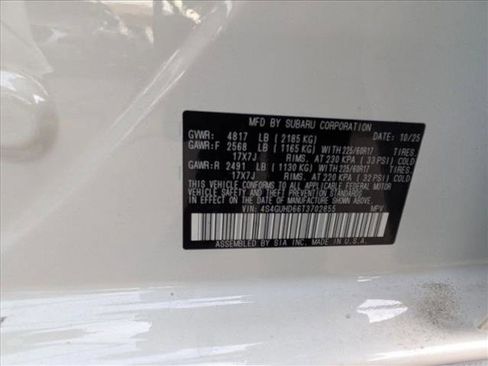 MFD BY SUBARU CORPORATION
GVWR: 4817 LB (2185 KG) DATE: 10/25
GAWR:F 2568 LB (1165 KG) WITH 225/60R17 TIRES,
17X7J RIMS, AT 230 KPA (33 PSI) COLD
GAWR:R 2491 LB (1130 KG) WITH 225/60R17 TIRES,
17X7J RIMS, AT 220 KPA (32 PSI) COLD
THIS VEHICLE CONFORMS TO ALL APPLICABLE FEDERAL MOTOR
VEHICLE SAFETY STANDARDS
IN EFFECT ON THE DATE OF MANUFACTURE SHOWN ABOVE.
VIN: 4S4GUHD66T3702855 MPV
ASSEMBLED BY SIA INC. MADE IN U.S.A.